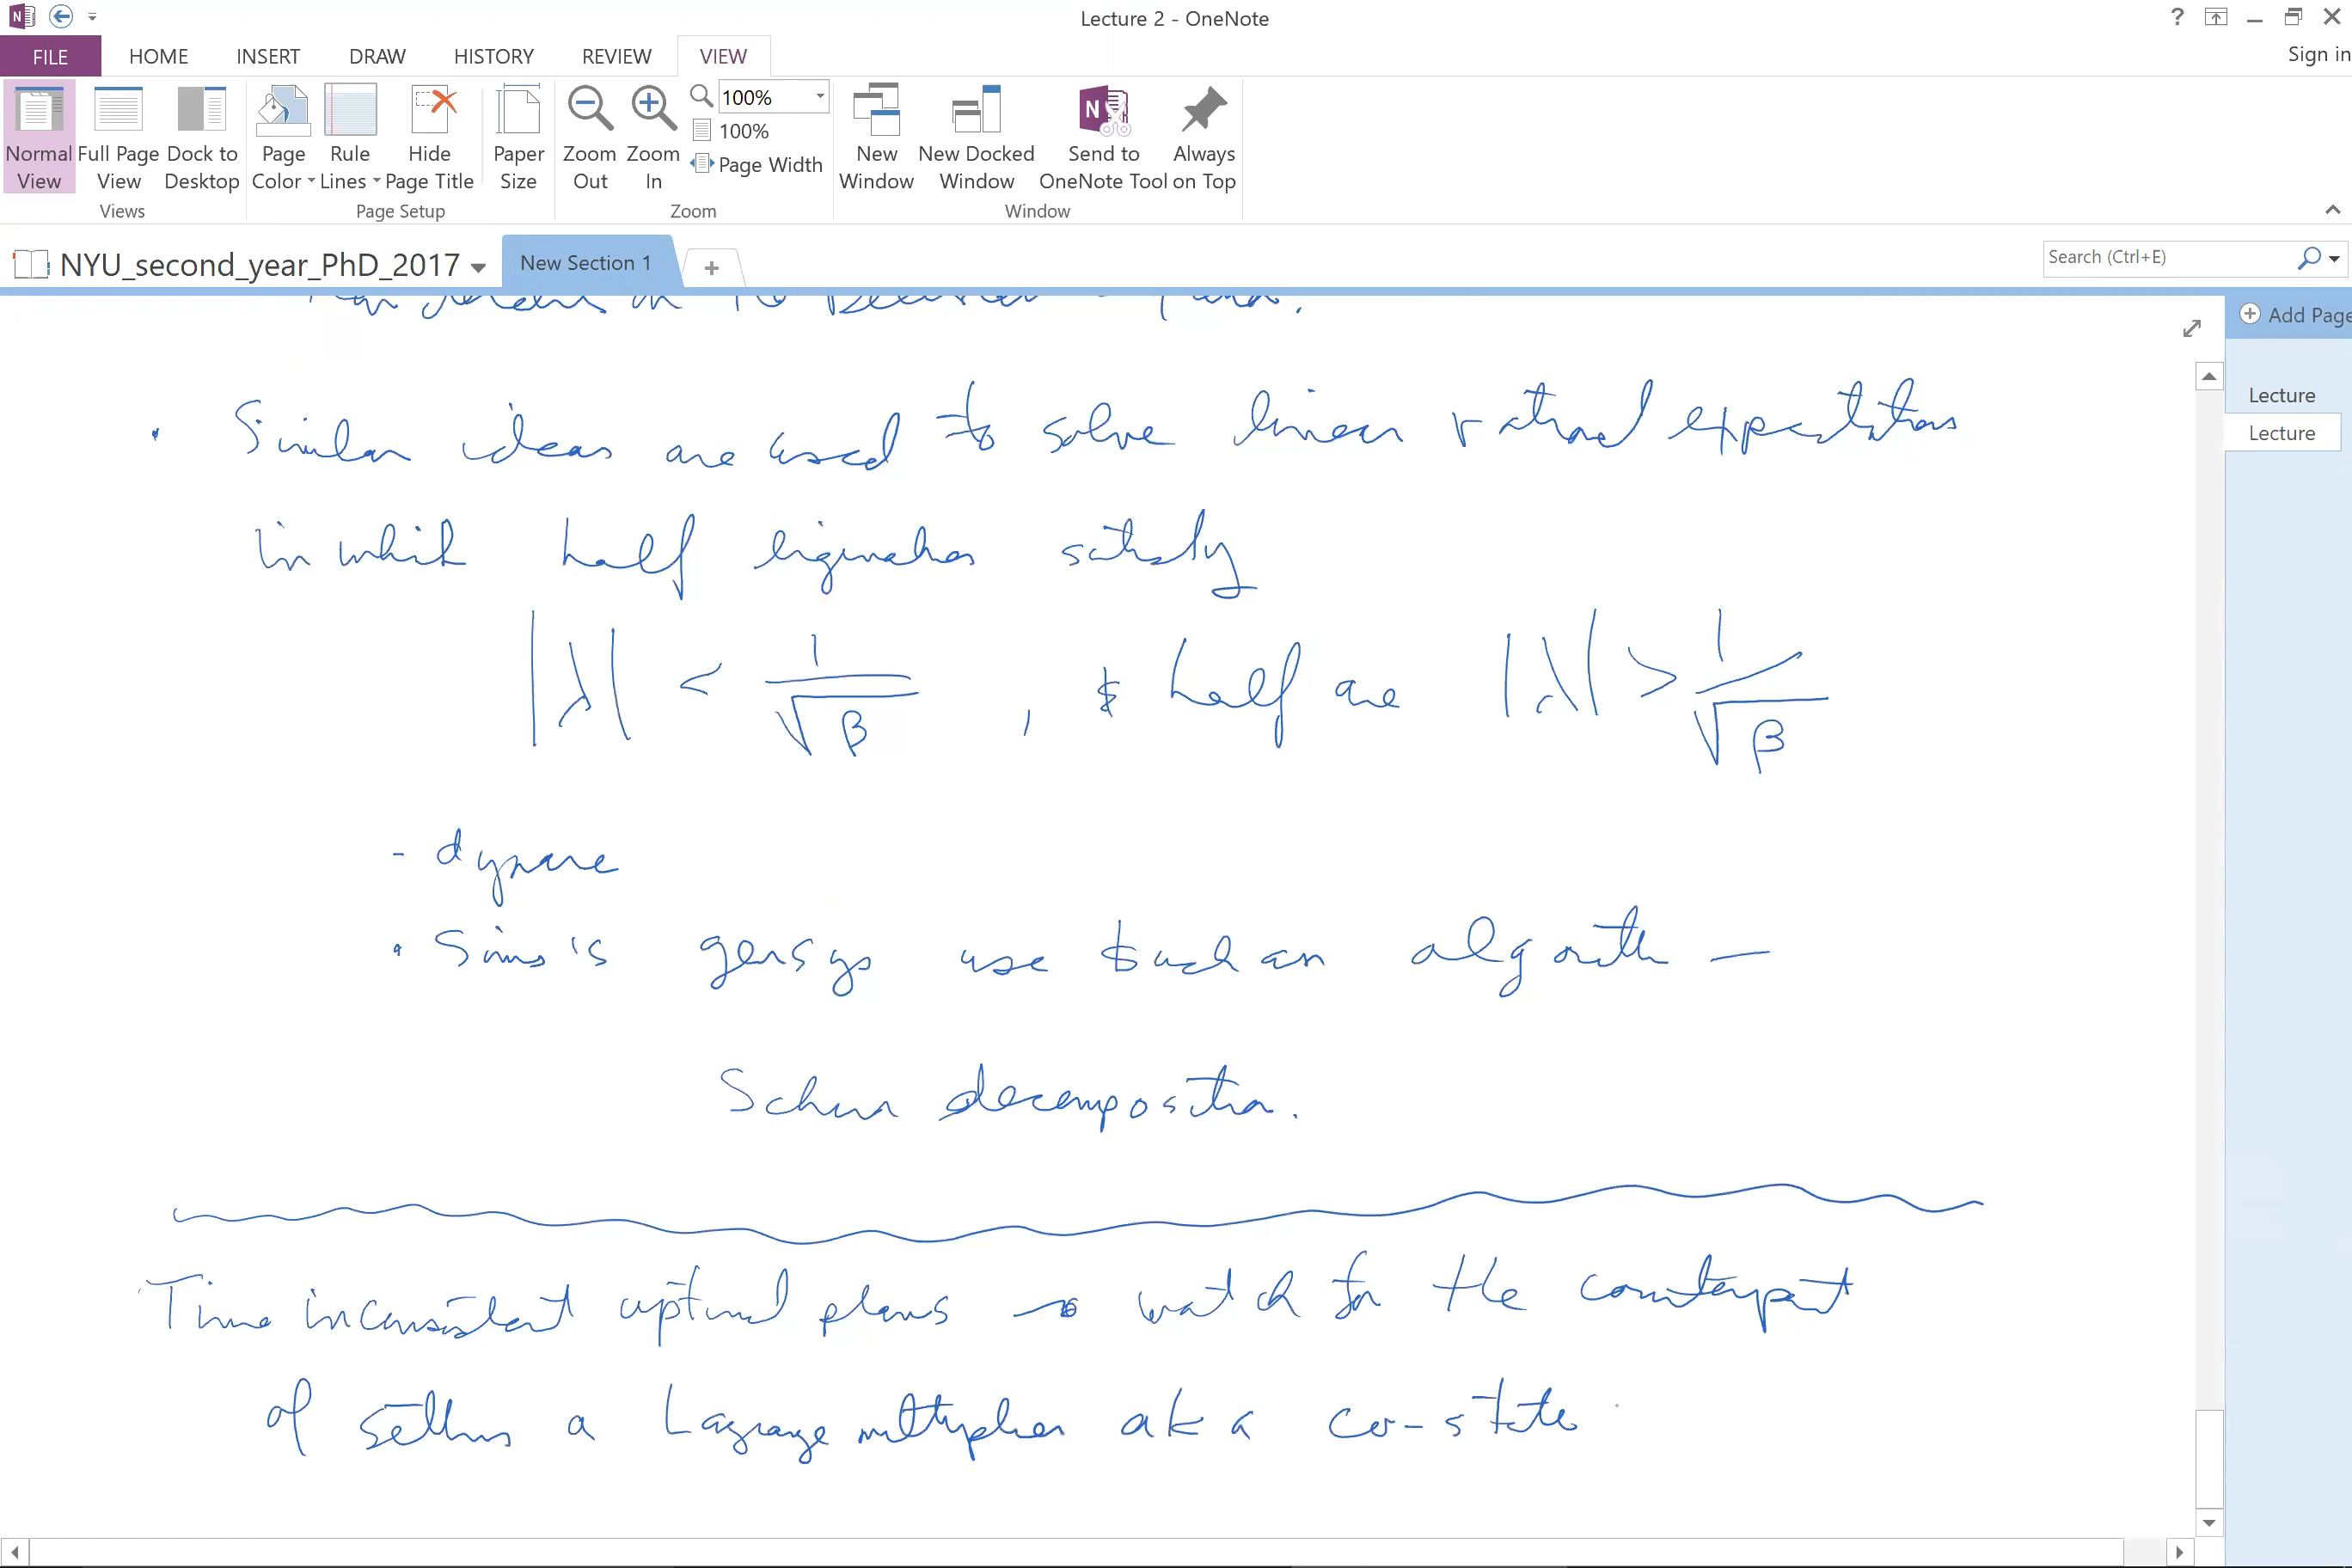 Lecture 2 - OneNote
Sign in
FILE HOME INSERT DRAW HISTORY REVIEW VIEW
Normal View
Full Page View
Dock to Desktop
Page Color
Rule Lines
Hide Page Title
Paper Size
Zoom Out
Zoom In
100%
100%
Page Width
New Window
New Docked Window
Send to OneNote Tool
Always on Top
Views Page Setup Zoom Window
NYU_second_year_PhD_2017 New Section 1 +
Search (Ctrl+E)
Add Page
Lecture
Lecture
• Similar ideas are used to solve linear rational expectations
in which half eigenvalues satisfy
|λ| < 1/√β , & half are |λ| > 1/√β
- dynare
• Sims's gensys use such an algorithm —
Schur decomposition.
Time inconsistent optimal plans → watch for the counterpart
of setting a Lagrange multiplier aka co-state